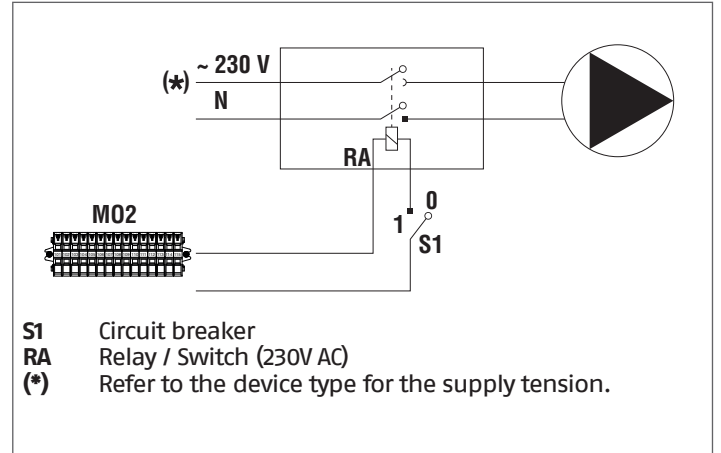 ~ 230 V
(*)
N
RA
MO2
0
1
S1
S1 Circuit breaker
RA Relay / Switch (230V AC)
(*) Refer to the device type for the supply tension.